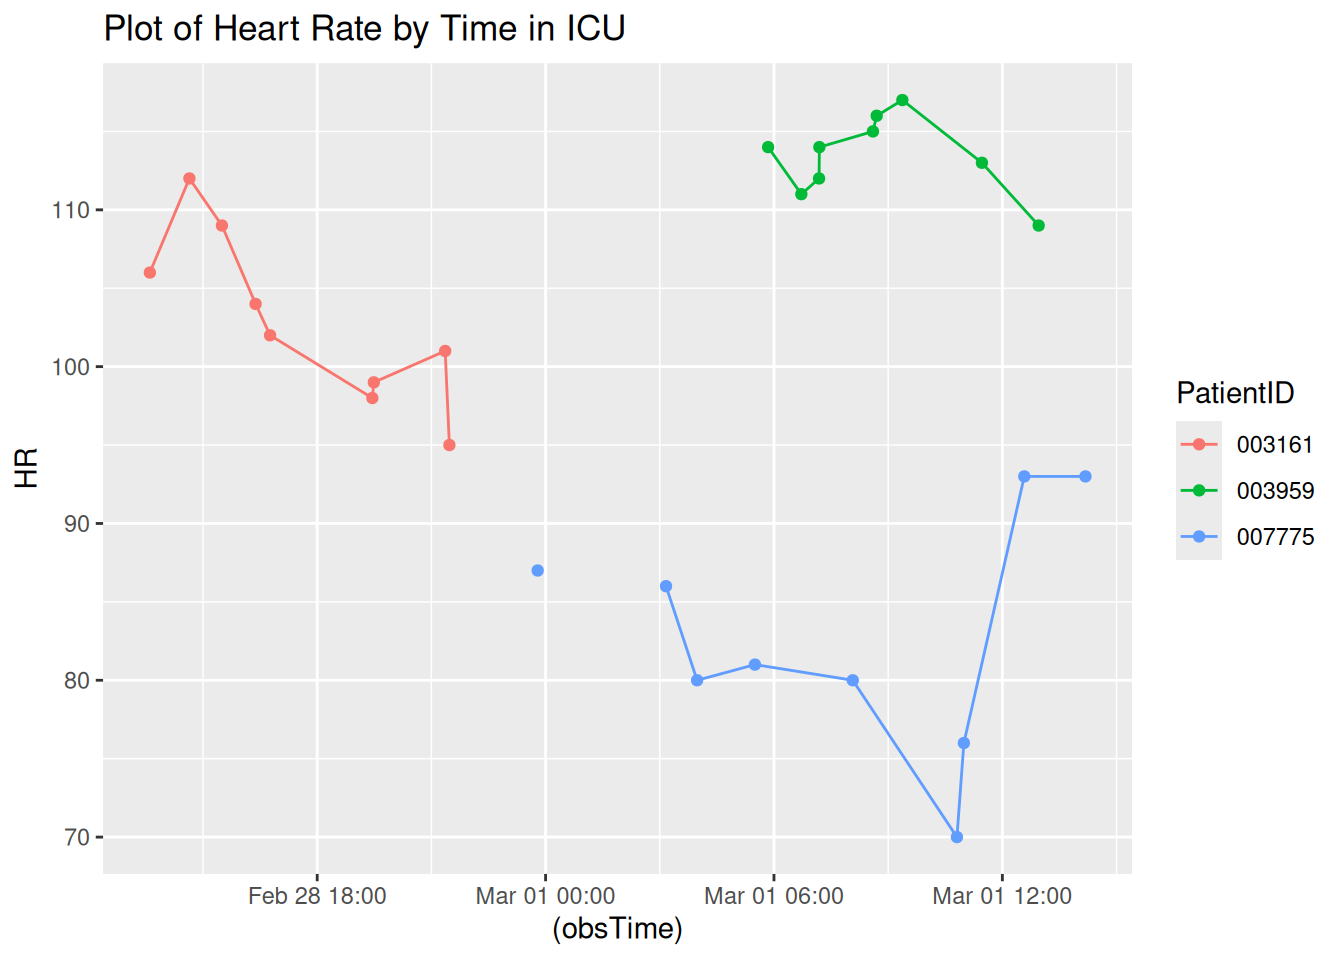 Plot of Heart Rate by Time in ICU
HR
110
100
90
80
70
Feb 28 18:00 Mar 01 00:00 Mar 01 06:00 Mar 01 12:00
(obsTime)
PatientID
003161
003959
007775